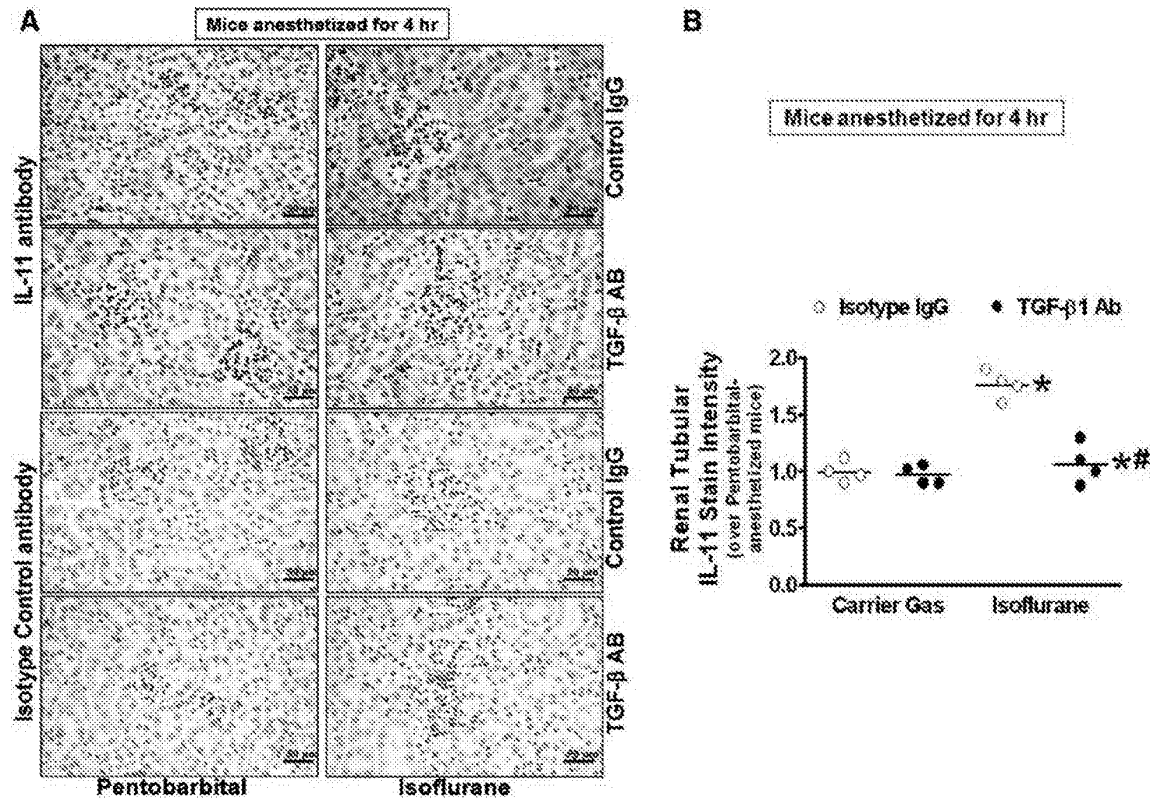 A
Mice anesthetized for 4 hr
IL-11 antibody
Isotype Control antibody
Control IgG
TGF-β AB
Control IgG
TGF-β AB
Pentobarbital
Isoflurane
B
Mice anesthetized for 4 hr
Isotype IgG
TGF-β1 Ab
Renal Tubular
IL-11 Stain Intensity
(over Pentobarbital-
anesthetized mice)
2.0
1.5
1.0
0.5
0.0
*
*#
Carrier Gas
Isoflurane